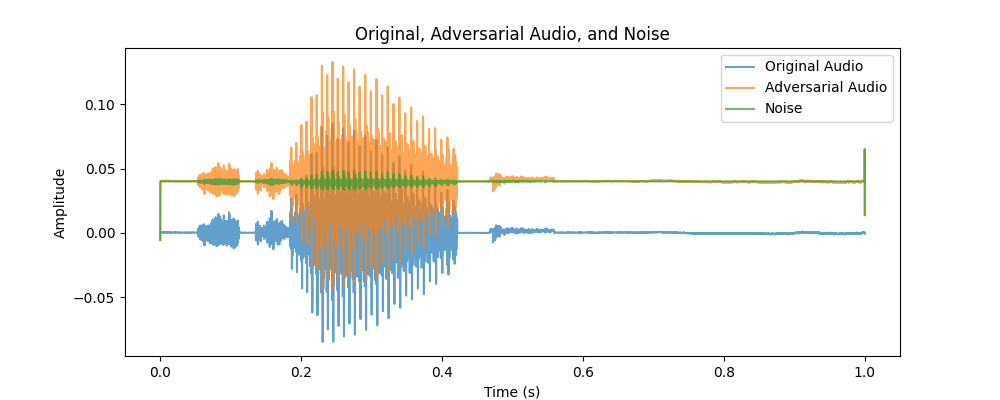 Original, Adversarial Audio, and Noise
Original Audio
Adversarial Audio
Noise
Amplitude
0.10
0.05
0.00
−0.05
0.0 0.2 0.4 0.6 0.8 1.0
Time (s)